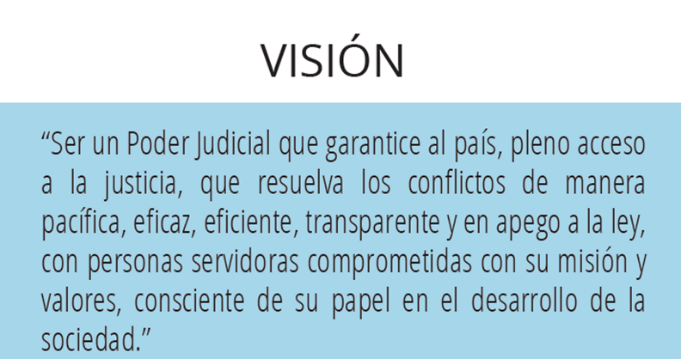 VISIÓN
“Ser un Poder Judicial que garantice al país, pleno acceso
a la justicia, que resuelva los conflictos de manera
pacífica, eficaz, eficiente, transparente y en apego a la ley,
con personas servidoras comprometidas con su misión y
valores, consciente de su papel en el desarrollo de la
sociedad.”